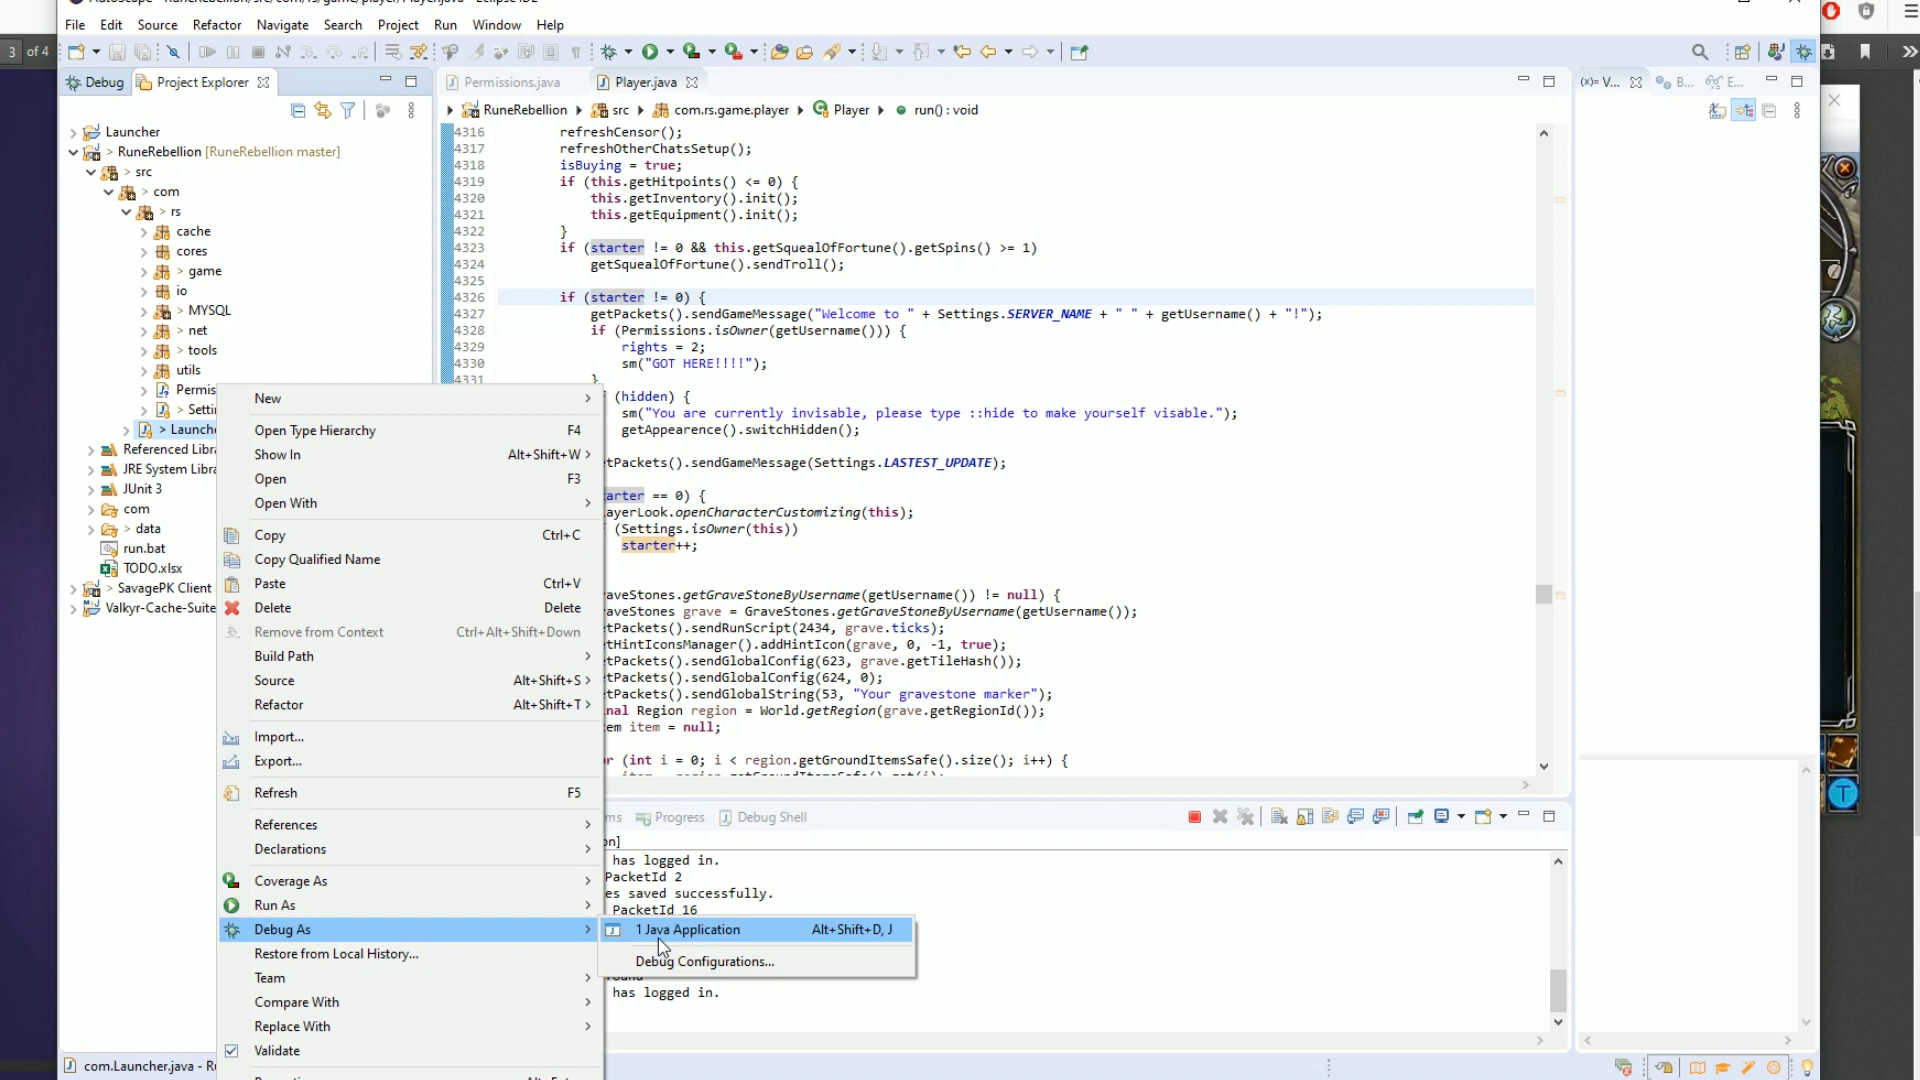 File Edit Source Refactor Navigate Search Project Run Window Help
3 of 4
Debug Project Explorer
Permissions.java Player.java
(x)= V... B... E...
RuneRebellion src com.rs.game.player Player run() : void
Launcher
> RuneRebellion [RuneRebellion master]
> src
> com
> rs
cache
cores
> game
io
> MYSQL
> net
> tools
utils
Permis
> Setti
> Launch
Referenced Libra
JRE System Libra
JUnit 3
com
> data
run.bat
TODO.xlsx
> SavagePK Client
Valkyr-Cache-Suite
4316 refreshCensor();
4317 refreshOtherChatsSetup();
4318 isBuying = true;
4319 if (this.getHitpoints() <= 0) {
4320 this.getInventory().init();
4321 this.getEquipment().init();
4322 }
4323 if (starter != 0 && this.getSquealOfFortune().getSpins() >= 1)
4324 getSquealOfFortune().sendTroll();
4325
4326 if (starter != 0) {
4327 getPackets().sendGameMessage("Welcome to " + Settings.SERVER_NAME + " " + getUsername() + "!");
4328 if (Permissions.isOwner(getUsername())) {
4329 rights = 2;
4330 sm("GOT HERE!!!!");
4331 }
(hidden) {
sm("You are currently invisable, please type ::hide to make yourself visable.");
getAppearence().switchHidden();
tPackets().sendGameMessage(Settings.LASTEST_UPDATE);
arter == 0) {
ayerLook.openCharacterCustomizing(this);
(Settings.isOwner(this))
starter++;
aveStones.getGraveStoneByUsername(getUsername()) != null) {
aveStones grave = GraveStones.getGraveStoneByUsername(getUsername());
tPackets().sendRunScript(2434, grave.ticks);
tHintIconsManager().addHintIcon(grave, 0, -1, true);
tPackets().sendGlobalConfig(623, grave.getTileHash());
tPackets().sendGlobalConfig(624, 0);
tPackets().sendGlobalString(53, "Your gravestone marker");
nal Region region = World.getRegion(grave.getRegionId());
em item = null;
r (int i = 0; i < region.getGroundItemsSafe().size(); i++) {
New
Open Type Hierarchy F4
Show In Alt+Shift+W
Open F3
Open With
Copy Ctrl+C
Copy Qualified Name
Paste Ctrl+V
Delete Delete
Remove from Context Ctrl+Alt+Shift+Down
Build Path
Source Alt+Shift+S
Refactor Alt+Shift+T
Import...
Export...
Refresh F5
References
Declarations
Coverage As
Run As
Debug As
Restore from Local History...
Team
Compare With
Replace With
Validate
1 Java Application Alt+Shift+D, J
Debug Configurations...
ms Progress Debug Shell
on]
has logged in.
PacketId 2
es saved successfully.
PacketId 16
has logged in.
com.Launcher.java - Ru